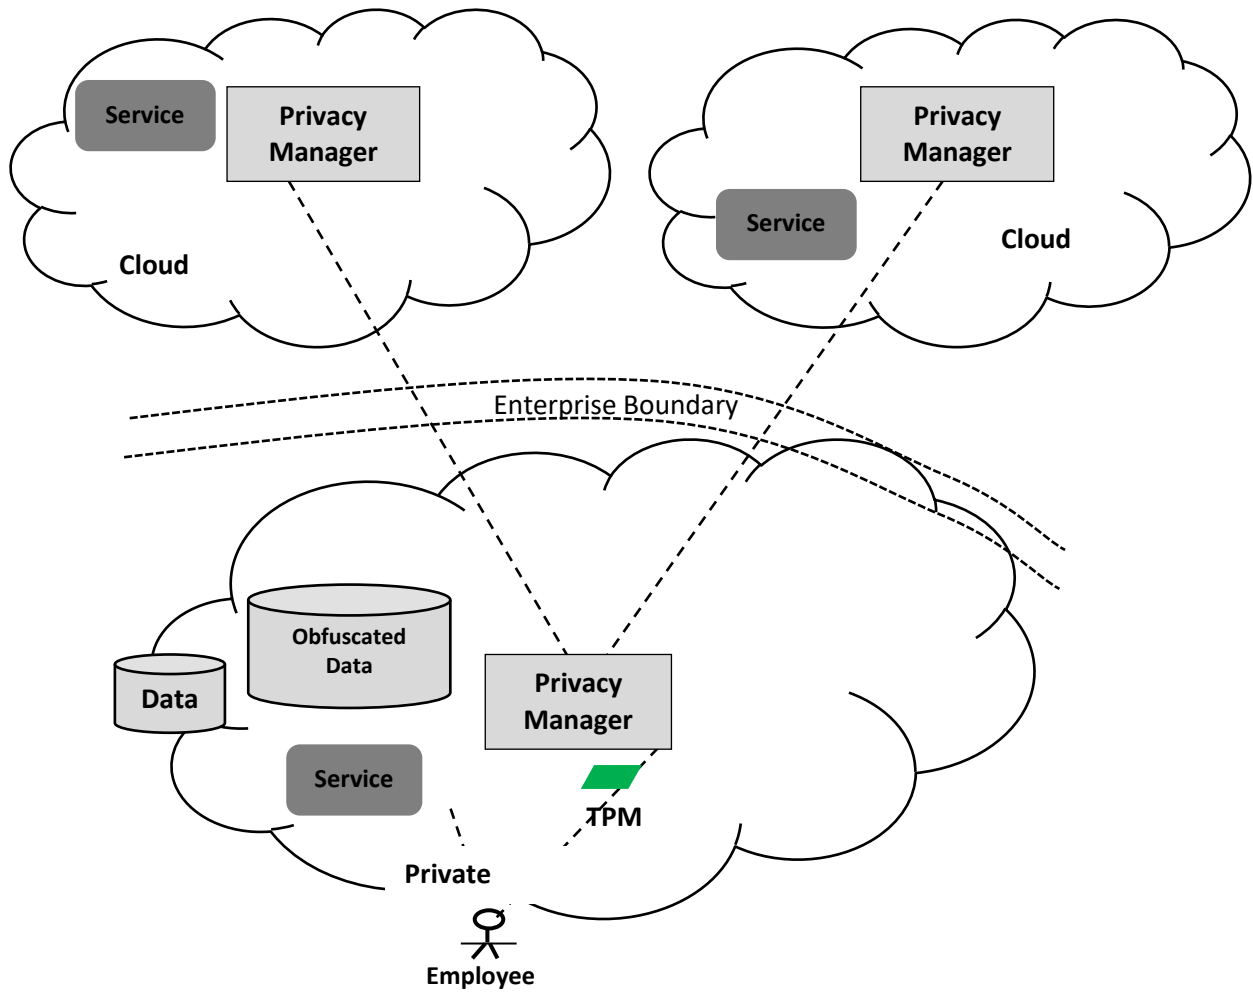 Service
Privacy
Manager
Cloud
Privacy
Manager
Service
Cloud
Enterprise Boundary
Obfuscated
Data
Data
Privacy
Manager
Service
TPM
Private
Employee